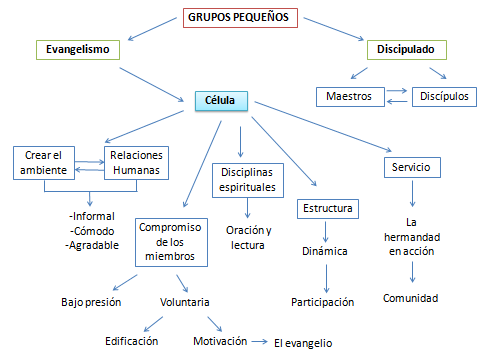 GRUPOS PEQUEÑOS
Evangelismo
Discipulado
Célula
Maestros
Discípulos
Crear el
ambiente
Relaciones
Humanas
Disciplinas
espirituales
Servicio
-Informal
-Cómodo
-Agradable
Compromiso
de los
miembros
Oración y
lectura
Estructura
La
hermandad
en acción
Dinámica
Bajo presión
Voluntaria
Participación
Comunidad
Edificación
Motivación
El evangelio